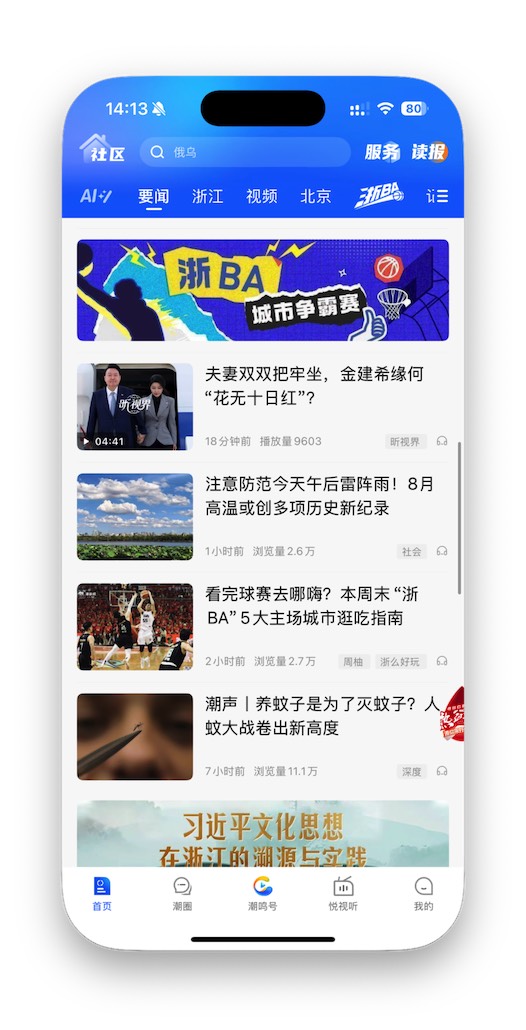 14:13
80
社区
俄乌
服务 读报
AI
要闻
浙江
视频
北京
浙BA
浙BA
城市争霸赛
夫妻双双把牢坐，金建希缘何
“花无十日红”？
昕视界
04:41
18分钟前 播放量9603
昕视界
注意防范今天午后雷阵雨！8月
高温或创多项历史新纪录
1小时前 浏览量2.6万
社会
看完球赛去哪嗨？本周末“浙
BA”5大主场城市逛吃指南
2小时前 浏览量2.7万
周柚
浙么好玩
潮声丨养蚊子是为了灭蚊子？人
蚊大战卷出新高度
7小时前 浏览量11.1万
深度
习近平文化思想
在浙江的溯源与实践
首页
潮圈
潮鸣号
悦视听
我的